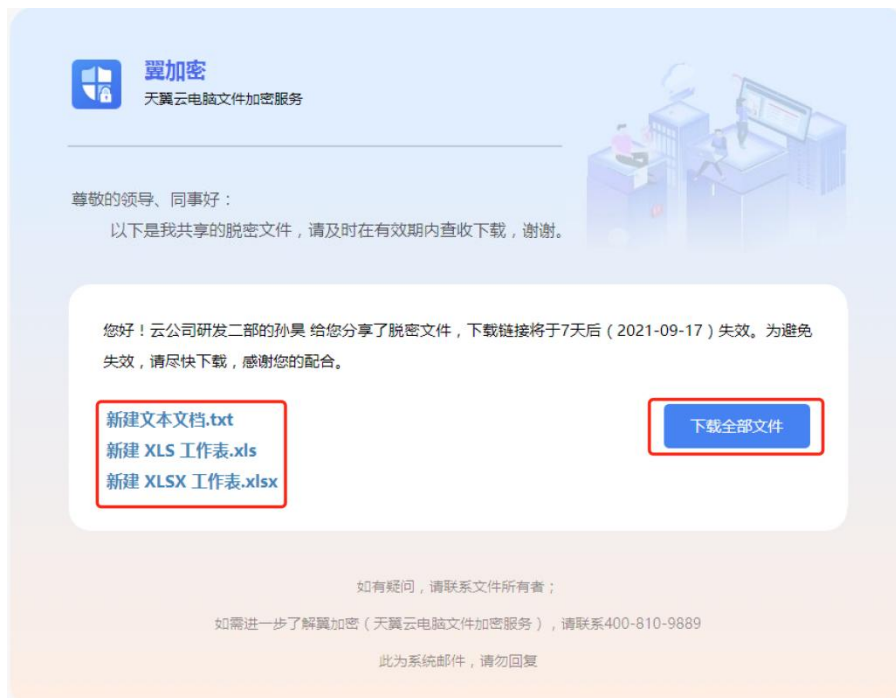 翼加密
天翼云电脑文件加密服务
尊敬的领导、同事好：
以下是我共享的脱密文件，请及时在有效期内查收下载，谢谢。
您好！云公司研发二部的孙昊 给您分享了脱密文件，下载链接将于7天后（2021-09-17）失效。为避免
失效，请尽快下载，感谢您的配合。
新建文本文档.txt
新建 XLS 工作表.xls
新建 XLSX 工作表.xlsx
下载全部文件
如有疑问，请联系文件所有者；
如需进一步了解翼加密（天翼云电脑文件加密服务），请联系400-810-9889
此为系统邮件，请勿回复